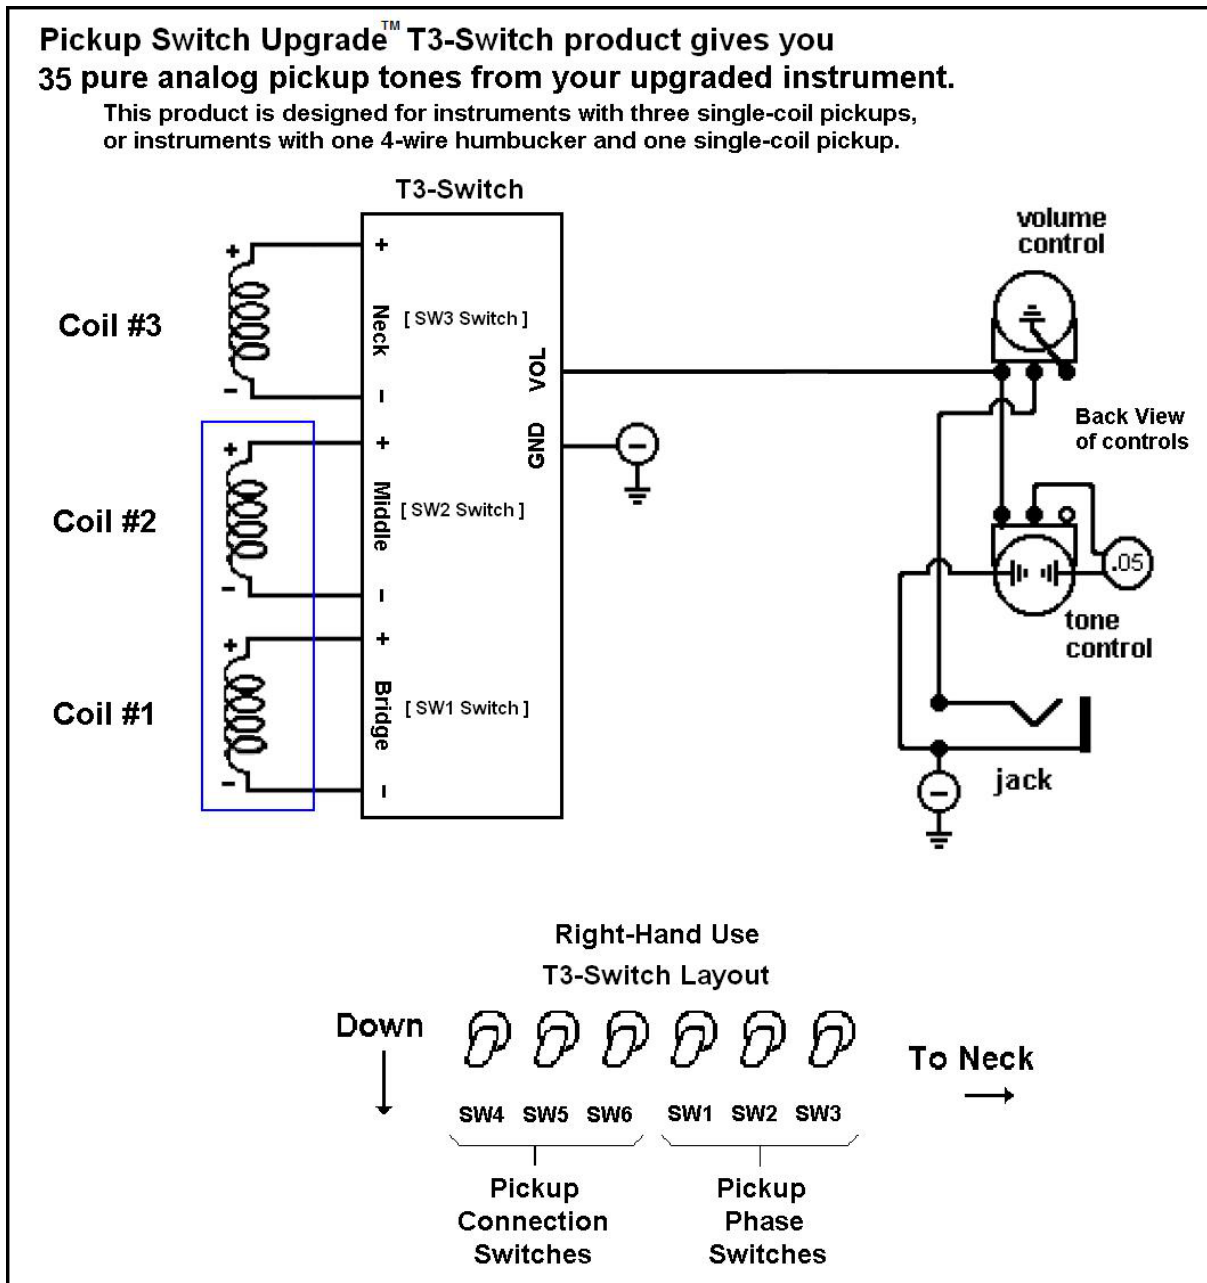 Pickup Switch Upgrade™ T3-Switch product gives you
35 pure analog pickup tones from your upgraded instrument.
This product is designed for instruments with three single-coil pickups,
or instruments with one 4-wire humbucker and one single-coil pickup.
T3-Switch
volume
control
Coil #3
+
-
+
Neck
-
[ SW3 Switch ]
VOL
GND
-
Back View
of controls
Coil #2
+
-
+
Middle
-
[ SW2 Switch ]
.05
tone
control
Coil #1
+
-
+
Bridge
-
[ SW1 Switch ]
jack
-
Right-Hand Use
T3-Switch Layout
Down
To Neck
SW4 SW5 SW6 SW1 SW2 SW3
Pickup
Connection
Switches
Pickup
Phase
Switches